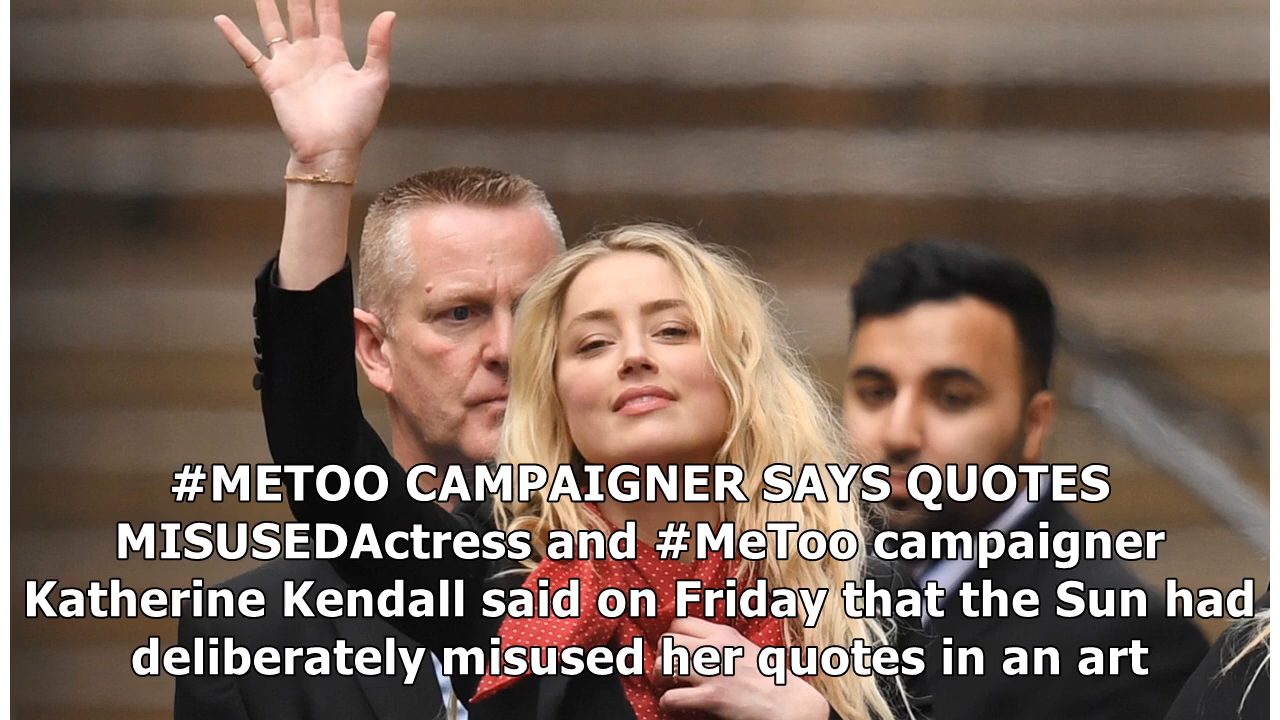 #METOO CAMPAIGNER SAYS QUOTES
MISUSEDActress and #MeToo campaigner
Katherine Kendall said on Friday that the Sun had
deliberately misused her quotes in an art